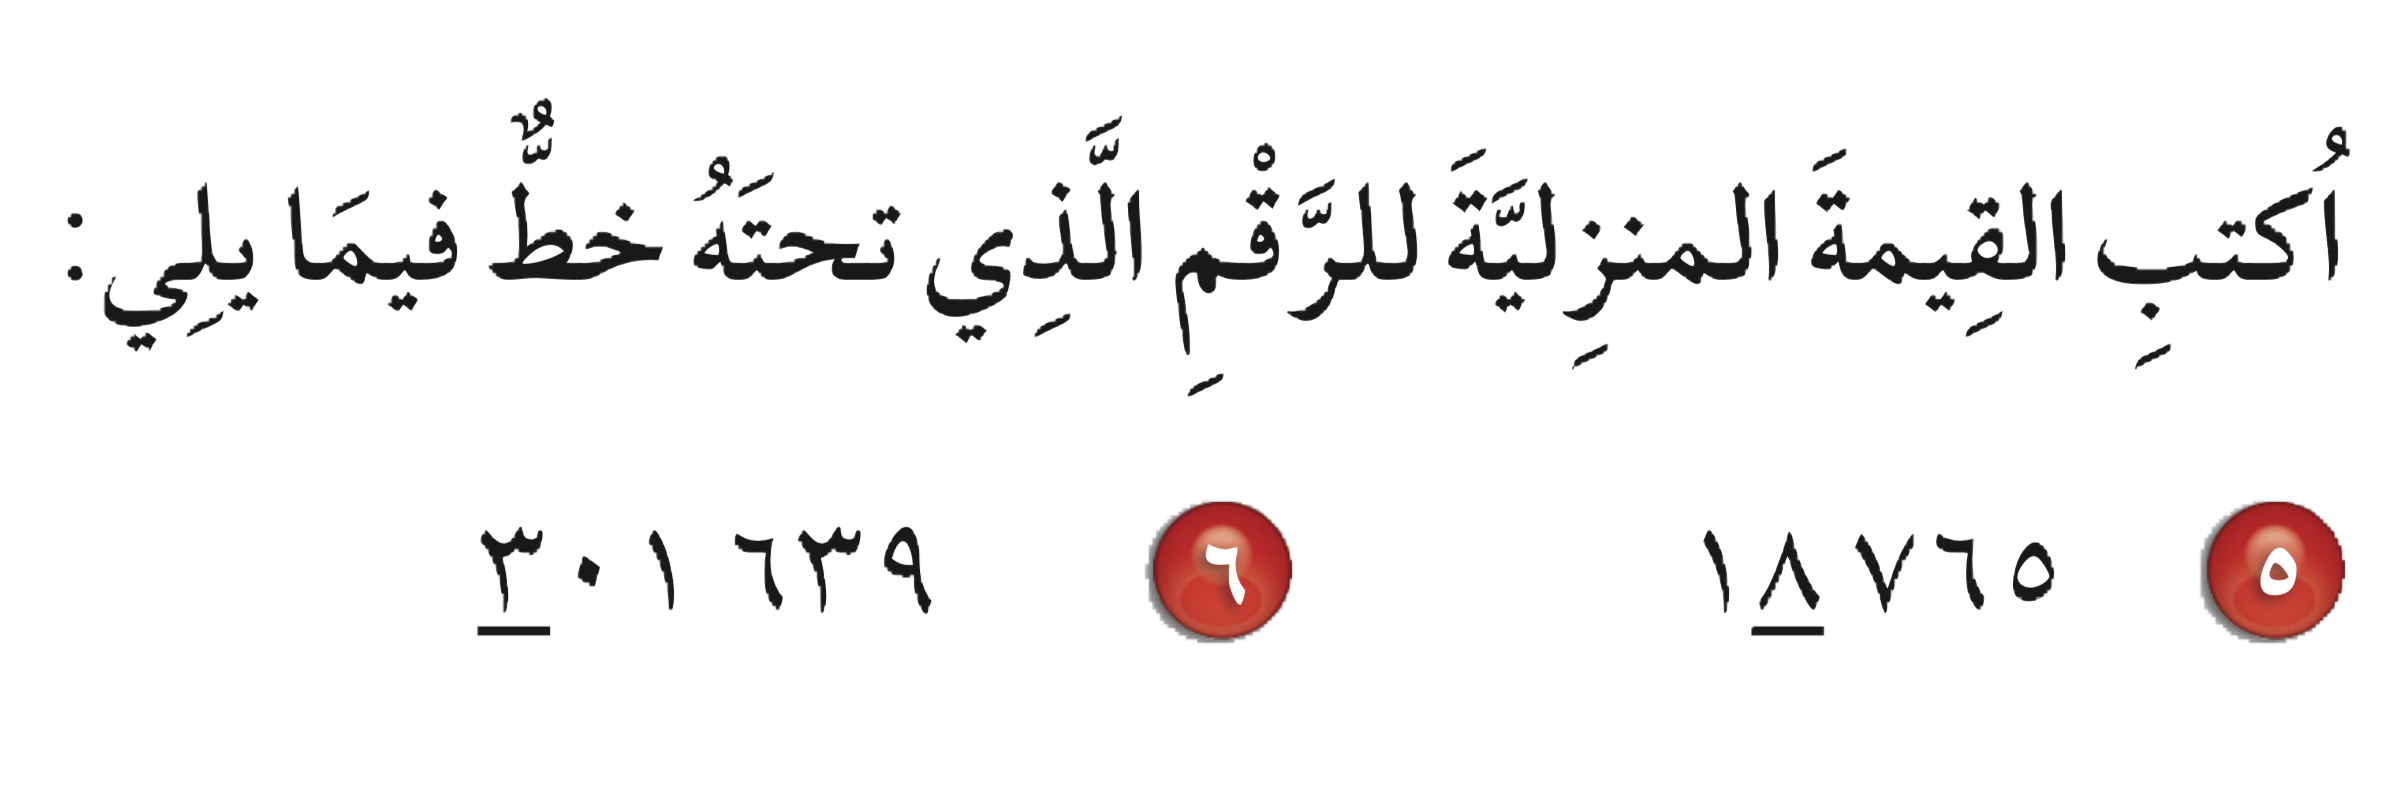 اُكتبِ القِيمةَ المنزِليَّةَ للرَّقْمِ الَّذِي تحتَهُ خطٌّ فيمَا يلِي :
٥ ١٨٧٦٥ ٦ ٣٠١٦٣٩